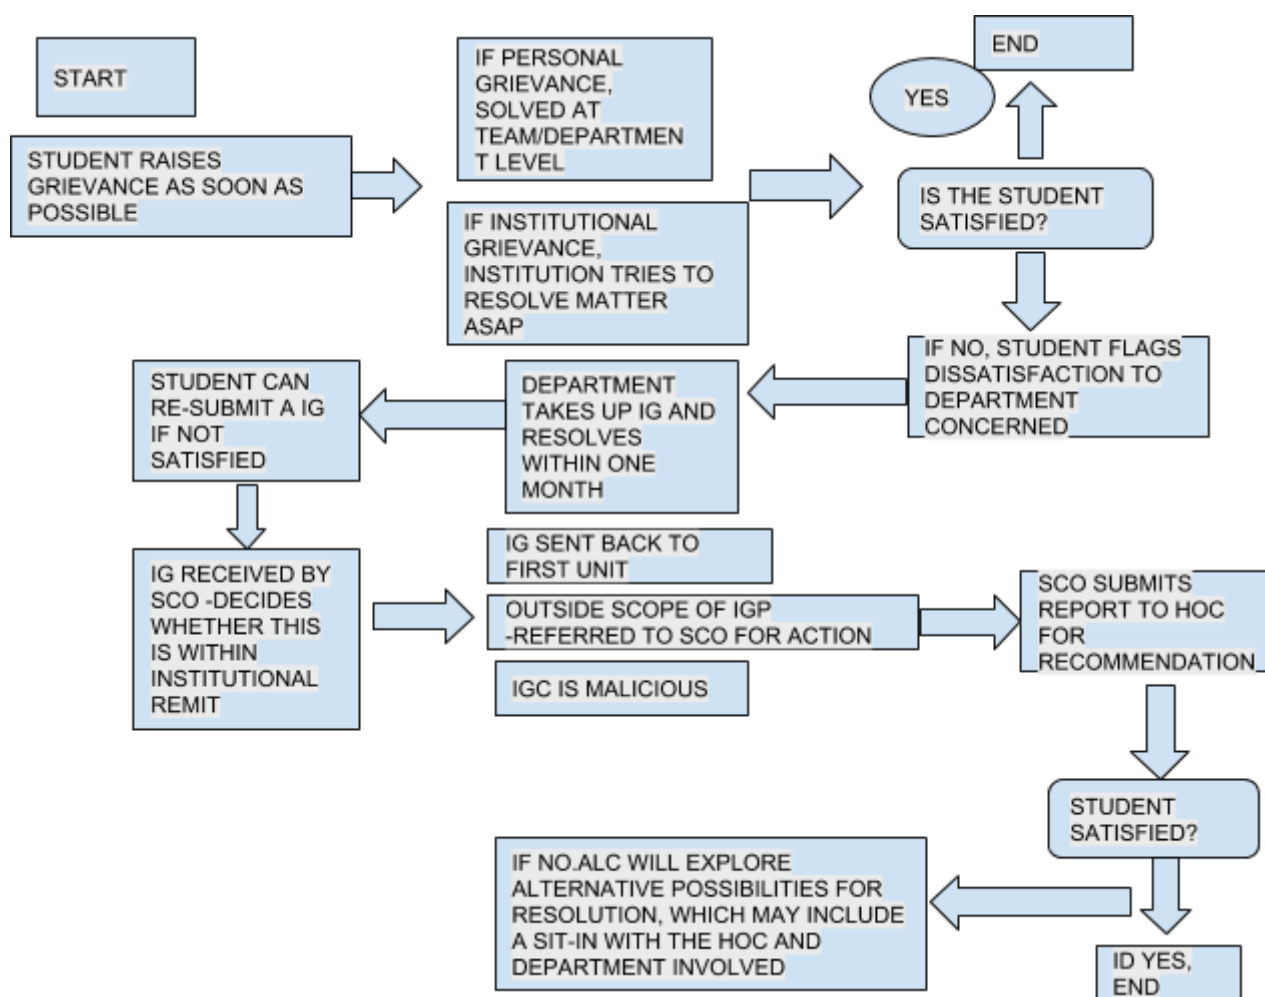 START
STUDENT RAISES
GRIEVANCE AS SOON AS
POSSIBLE
IF PERSONAL
GRIEVANCE,
SOLVED AT
TEAM/DEPARTMEN
T LEVEL
IF INSTITUTIONAL
GRIEVANCE,
INSTITUTION TRIES TO
RESOLVE MATTER
ASAP
END
YES
IS THE STUDENT
SATISFIED?
IF NO, STUDENT FLAGS
DISSATISFACTION TO
DEPARTMENT
CONCERNED
DEPARTMENT
TAKES UP IG AND
RESOLVES
WITHIN ONE
MONTH
STUDENT CAN
RE-SUBMIT A IG
IF NOT
SATISFIED
IG RECEIVED BY
SCO -DECIDES
WHETHER THIS
IS WITHIN
INSTITUTIONAL
REMIT
IG SENT BACK TO
FIRST UNIT
OUTSIDE SCOPE OF IGP
-REFERRED TO SCO FOR ACTION
IGC IS MALICIOUS
SCO SUBMITS
REPORT TO HOC
FOR
RECOMMENDATION
STUDENT
SATISFIED?
IF NO.ALC WILL EXPLORE
ALTERNATIVE POSSIBILITIES FOR
RESOLUTION, WHICH MAY INCLUDE
A SIT-IN WITH THE HOC AND
DEPARTMENT INVOLVED
ID YES,
END